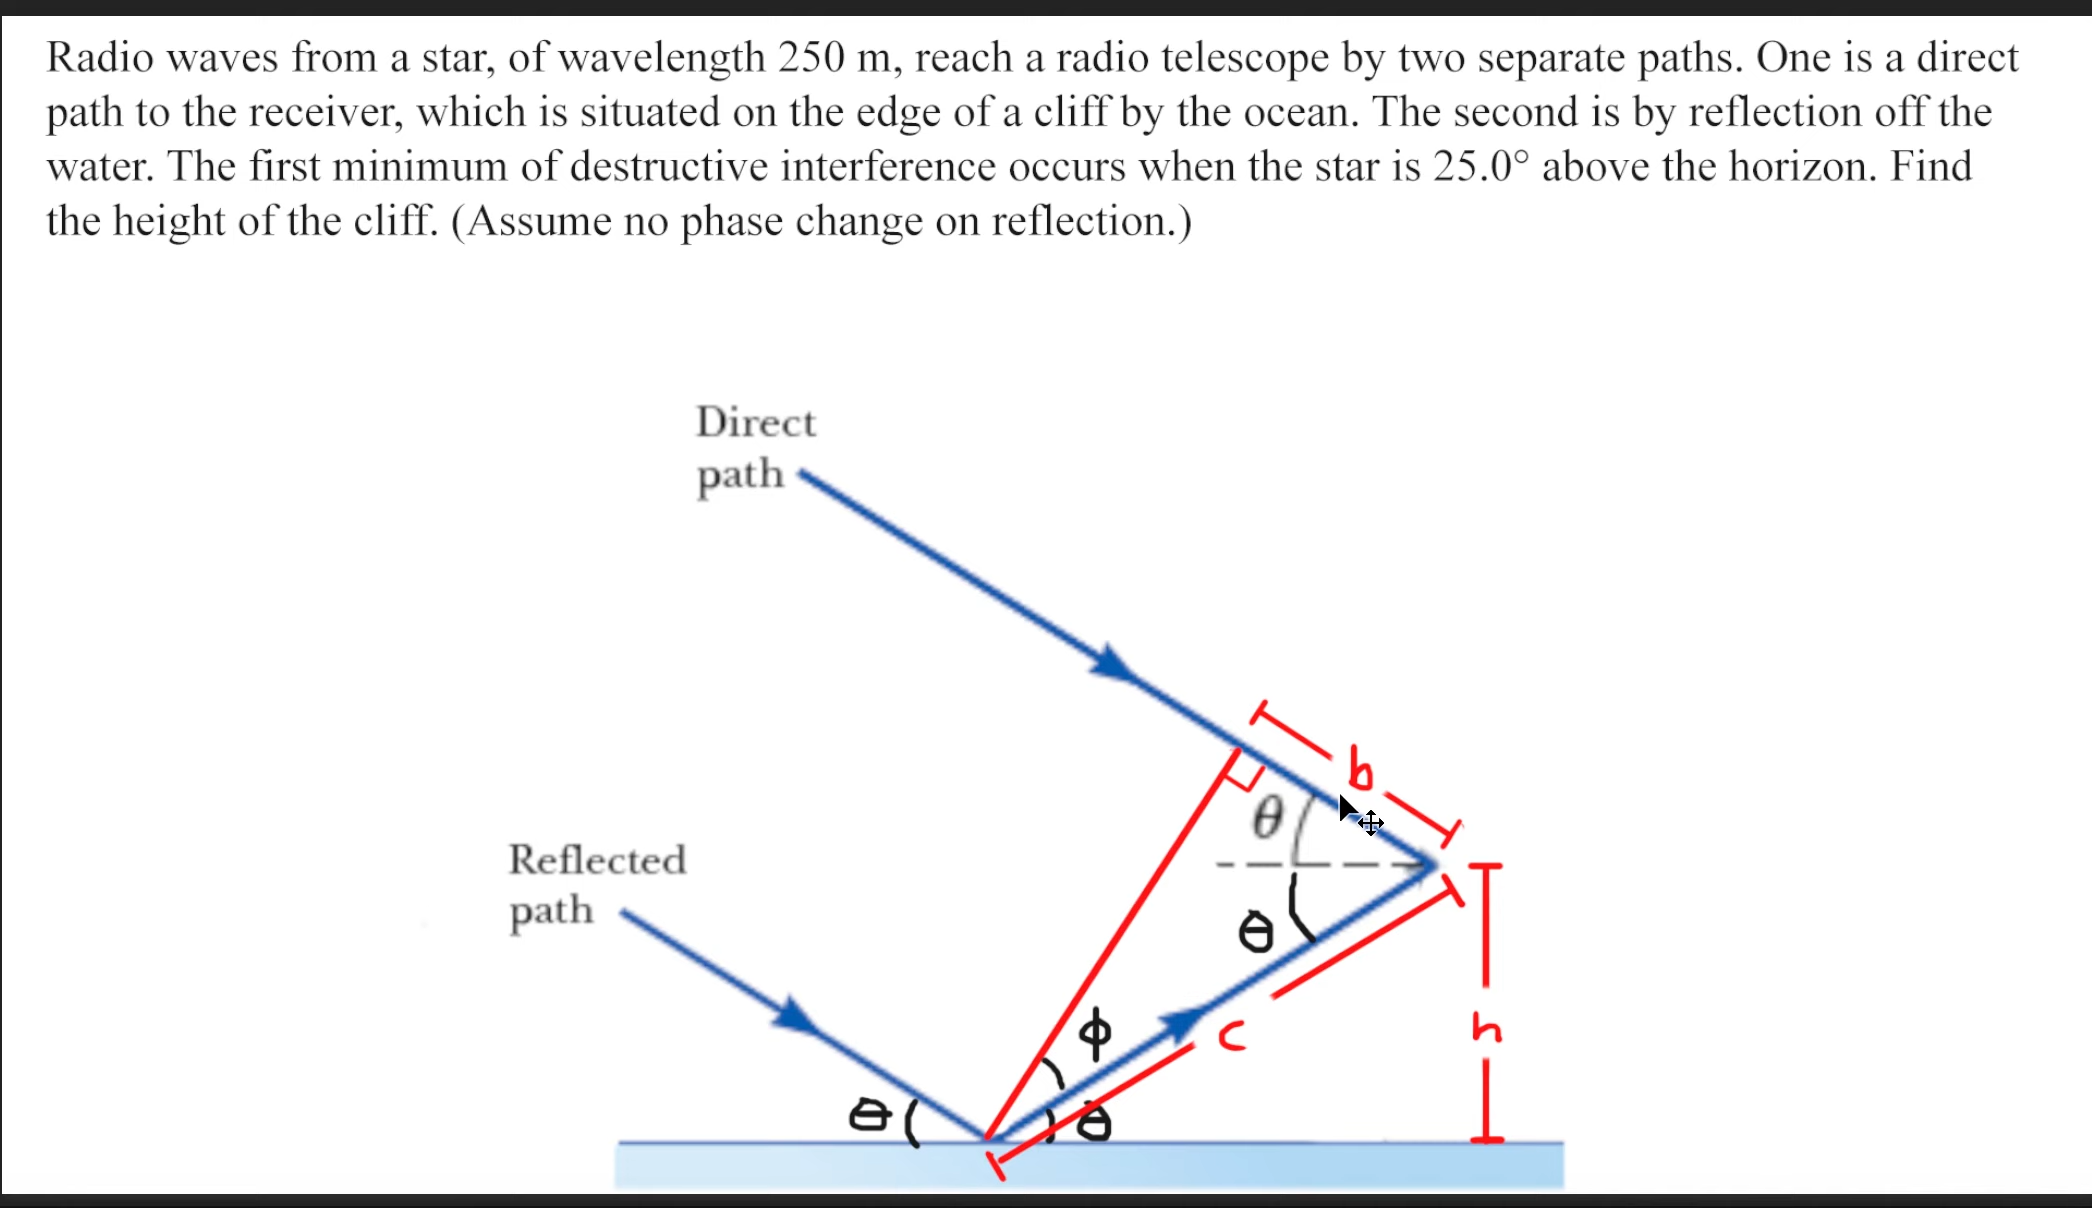 Radio waves from a star, of wavelength 250 m, reach a radio telescope by two separate paths. One is a direct
path to the receiver, which is situated on the edge of a cliff by the ocean. The second is by reflection off the
water. The first minimum of destructive interference occurs when the star is 25.0° above the horizon. Find
the height of the cliff. (Assume no phase change on reflection.)
Direct
path
b
θ
Reflected
path
θ
ϕ
c
h
θ
θ